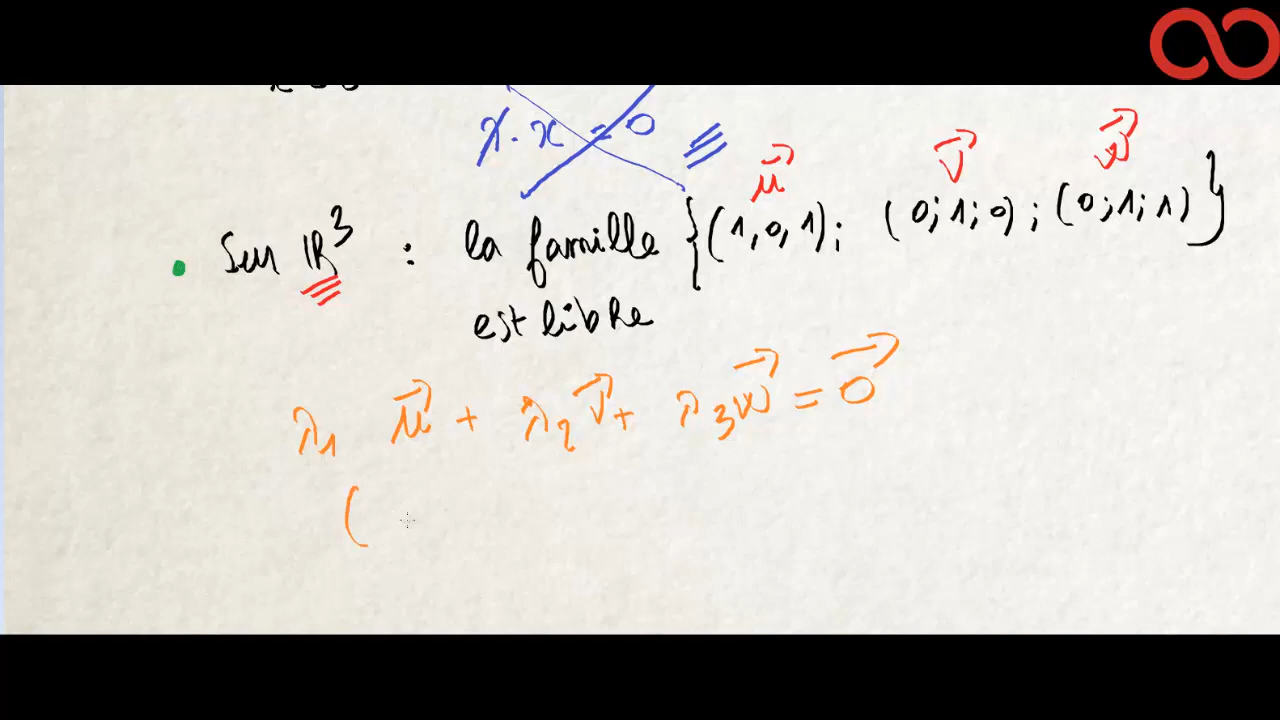 x · x = 0
u⃗ v⃗ w⃗
• Sur ℝ³ : la famille {(1,0,1); (0;1;0); (0;1;1)}
est libre
λ₁ u⃗ + λ₂ v⃗ + λ₃ w⃗ = 0⃗
(